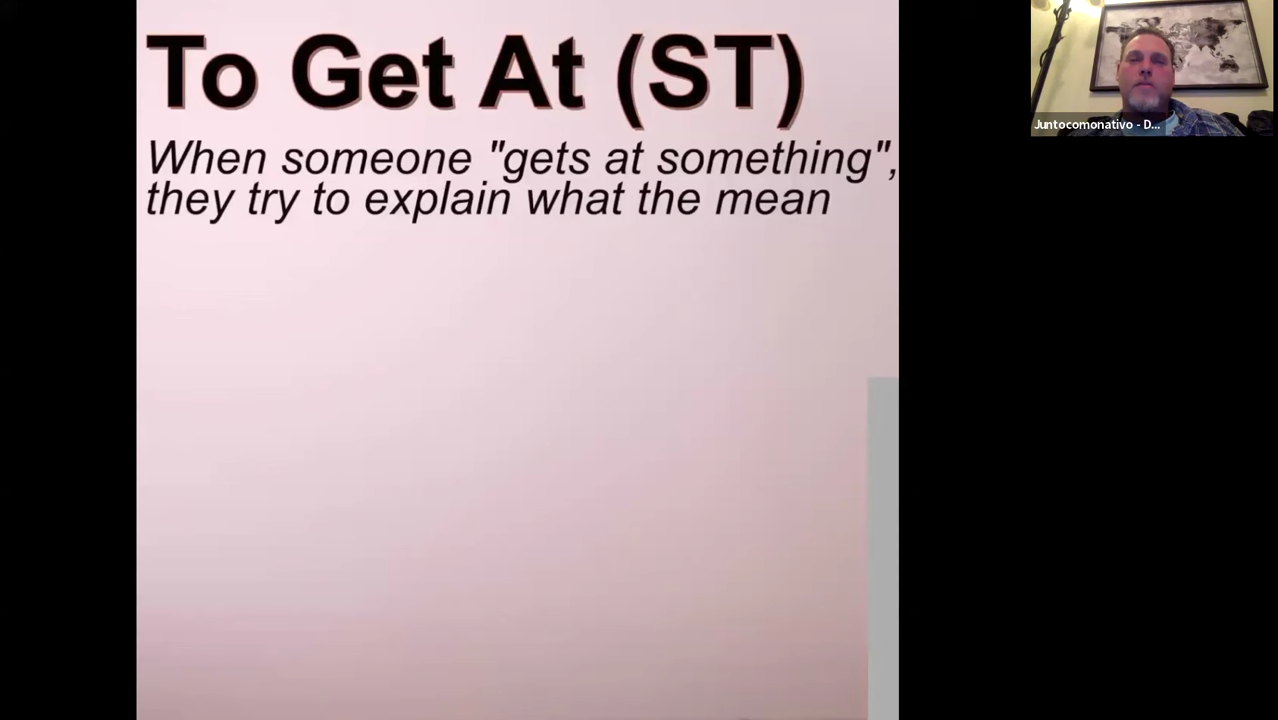 To Get At (ST)
When someone "gets at something",
they try to explain what the mean
Juntocomonativo - D...